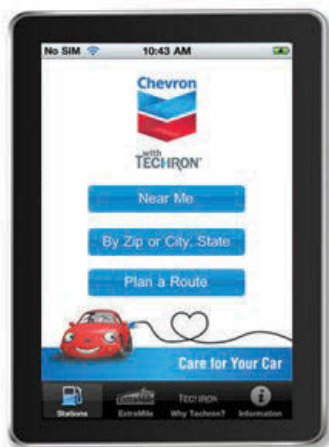 No SIM 10:43 AM
Chevron
with
TECHRON
Near Me
By Zip or City, State
Plan a Route
Care for Your Car
TECHRON
Stations ExtraMile Why Techron? Information